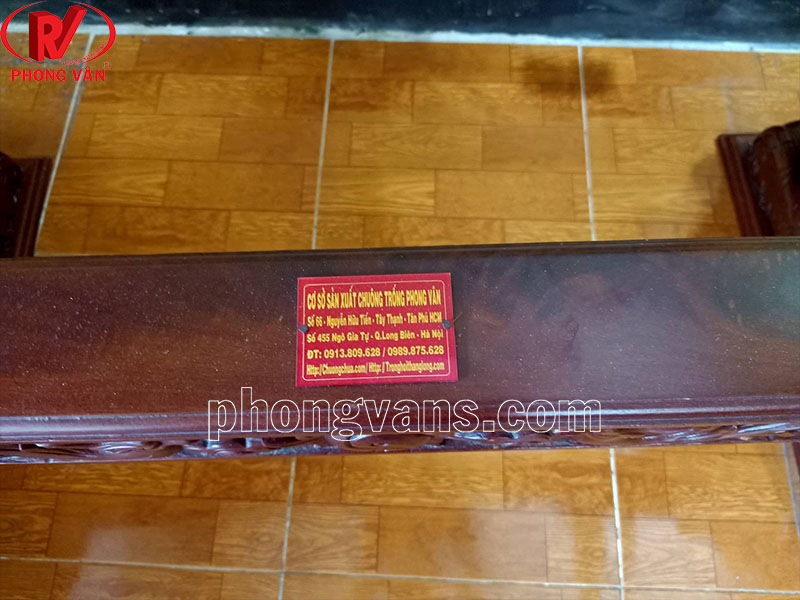 PHONG VÂN
CƠ SỞ SẢN XUẤT CHUÔNG TRỐNG PHONG VÂN
Số 66 - Nguyễn Hữu Tiến - Tây Thạnh - Tân Phú HCM
Số 455 Ngô Gia Tự - Q.Long Biên - Hà Nội
ĐT: 0913.809.628 / 0989.875.628
Http://Chuongchua.com/ Http: / Tronghoithanglong.com
phongvans.com